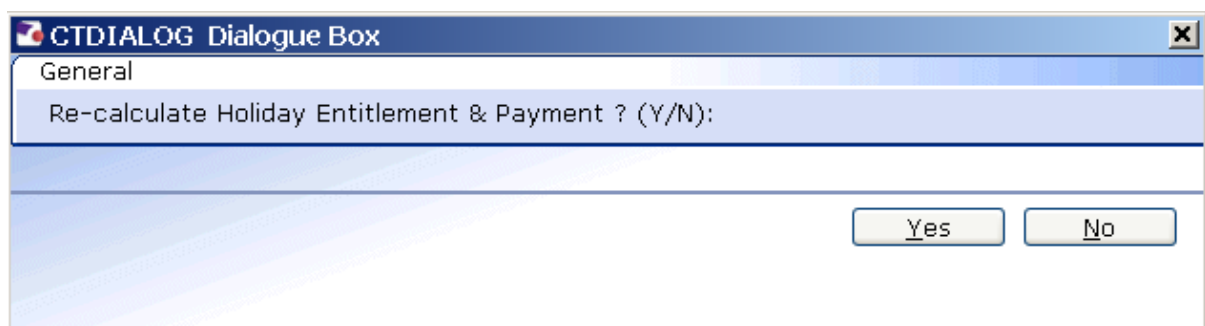 CTDIALOG Dialogue Box
General
Re-calculate Holiday Entitlement & Payment ? (Y/N):
Yes No